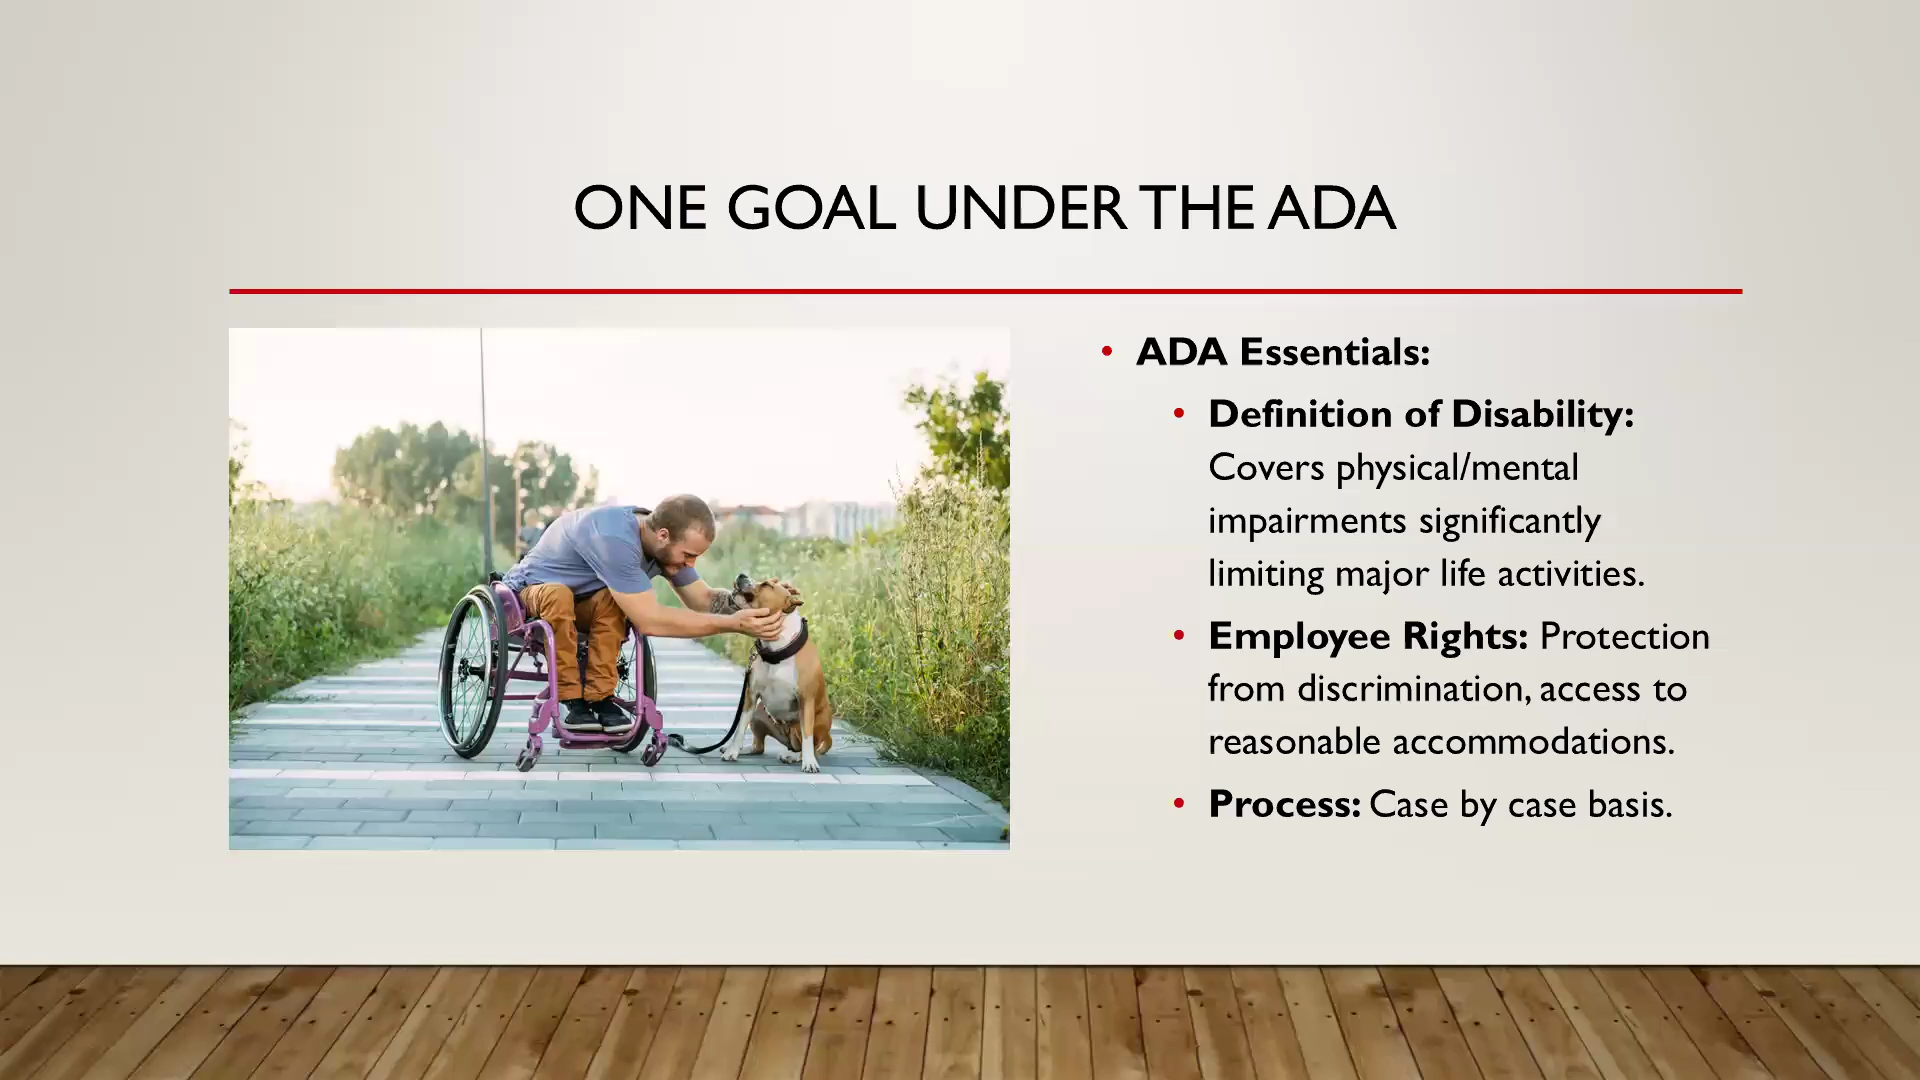 ONE GOAL UNDER THE ADA
• ADA Essentials:
• Definition of Disability:
Covers physical/mental
impairments significantly
limiting major life activities.
• Employee Rights: Protection
from discrimination, access to
reasonable accommodations.
• Process: Case by case basis.